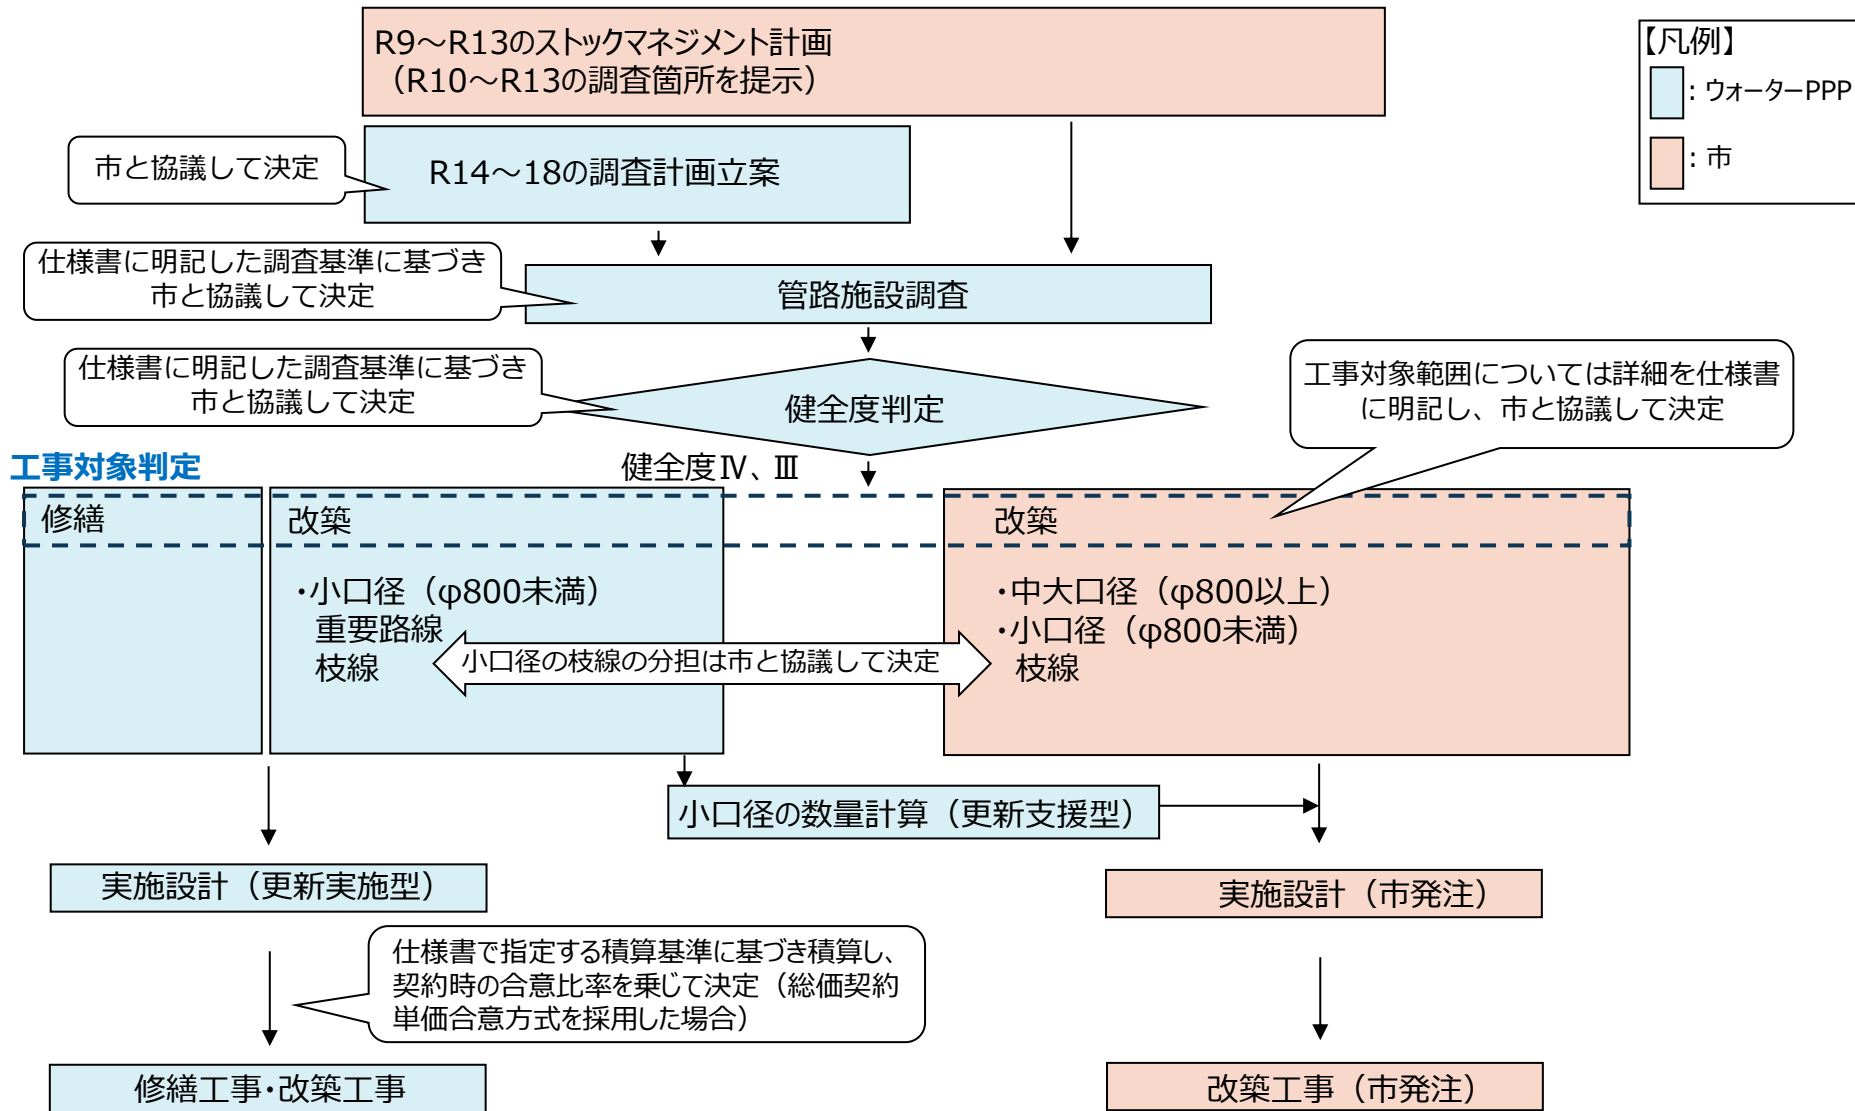 R9～R13のストックマネジメント計画
（R10～R13の調査箇所を提示）
【凡例】
：ウォーターPPP
：市
市と協議して決定
R14～18の調査計画立案
仕様書に明記した調査基準に基づき
市と協議して決定
管路施設調査
仕様書に明記した調査基準に基づき
市と協議して決定
健全度判定
工事対象範囲については詳細を仕様書
に明記し、市と協議して決定
工事対象判定
健全度Ⅳ、Ⅲ
修繕
改築
改築
・小口径（φ800未満）
重要路線
枝線
・中大口径（φ800以上）
・小口径（φ800未満）
枝線
小口径の枝線の分担は市と協議して決定
小口径の数量計算（更新支援型）
実施設計（更新実施型）
実施設計（市発注）
仕様書で指定する積算基準に基づき積算し、
契約時の合意比率を乗じて決定（総価契約
単価合意方式を採用した場合）
修繕工事・改築工事
改築工事（市発注）